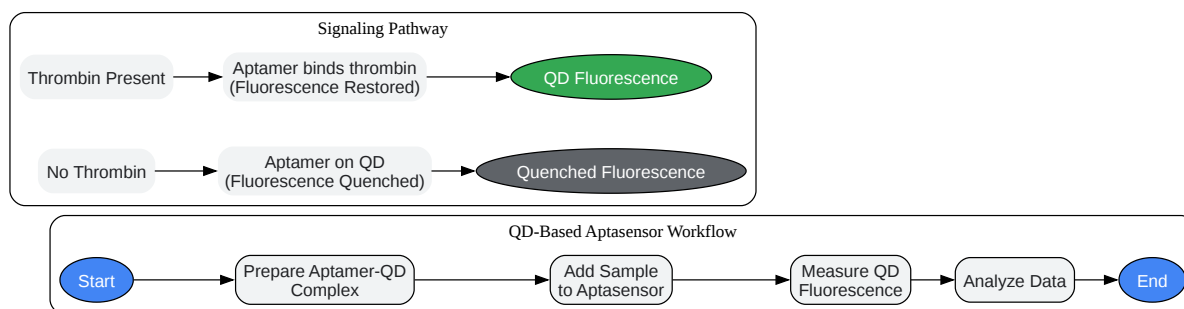 Signaling Pathway
Thrombin Present
Aptamer binds thrombin
(Fluorescence Restored)
QD Fluorescence
No Thrombin
Aptamer on QD
(Fluorescence Quenched)
Quenched Fluorescence
QD-Based Aptasensor Workflow
Start
Prepare Aptamer-QD
Complex
Add Sample
to Aptasensor
Measure QD
Fluorescence
Analyze Data
End